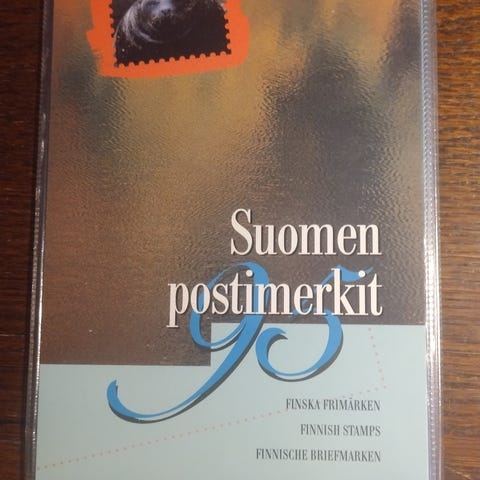 Suomen
postimerkit
95
FINSKA FRIMÄRKEN
FINNISH STAMPS
FINNISCHE BRIEFMARKEN